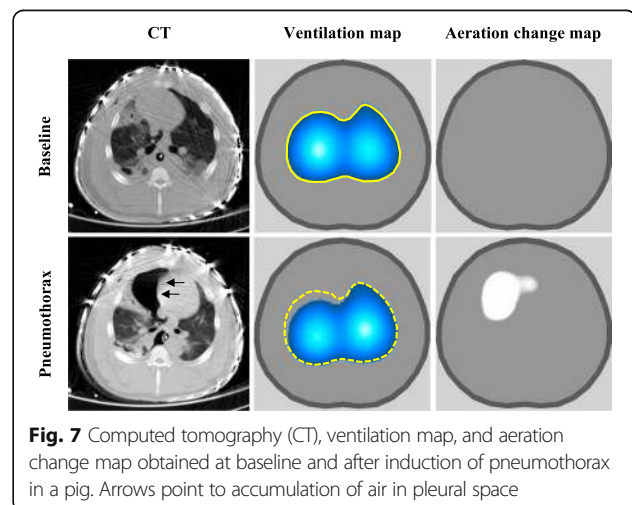 CT Ventilation map Aeration change map
Baseline
Pneumothorax
Fig. 7 Computed tomography (CT), ventilation map, and aeration
change map obtained at baseline and after induction of pneumothorax
in a pig. Arrows point to accumulation of air in pleural space